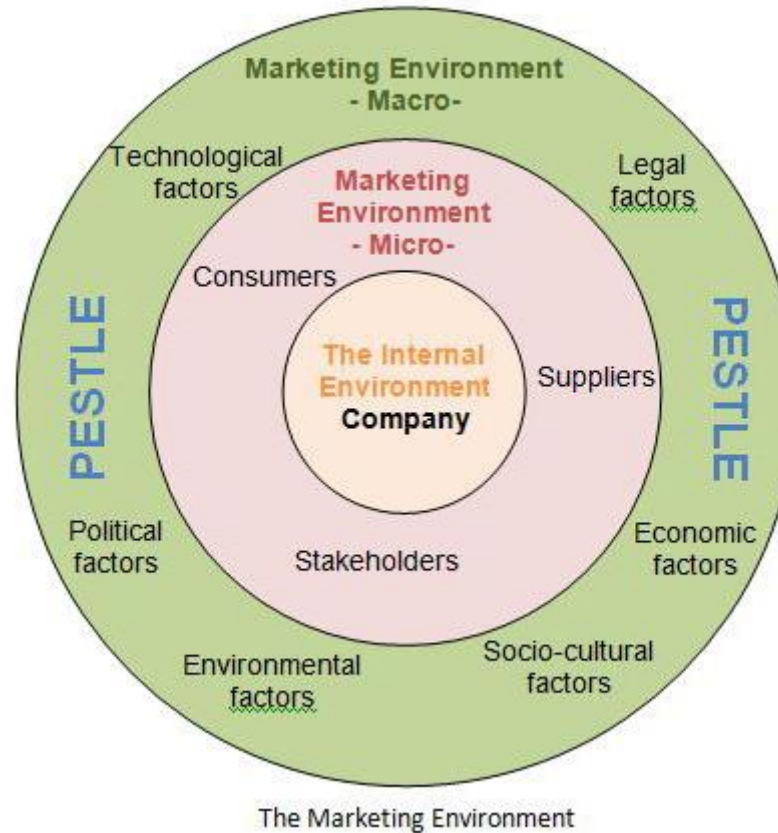 Marketing Environment
- Macro-
Technological
factors
Legal
factors
Marketing
Environment
- Micro-
Consumers
PESTLE
The Internal
Environment
Company
Suppliers
PESTLE
Political
factors
Stakeholders
Economic
factors
Environmental
factors
Socio-cultural
factors
The Marketing Environment